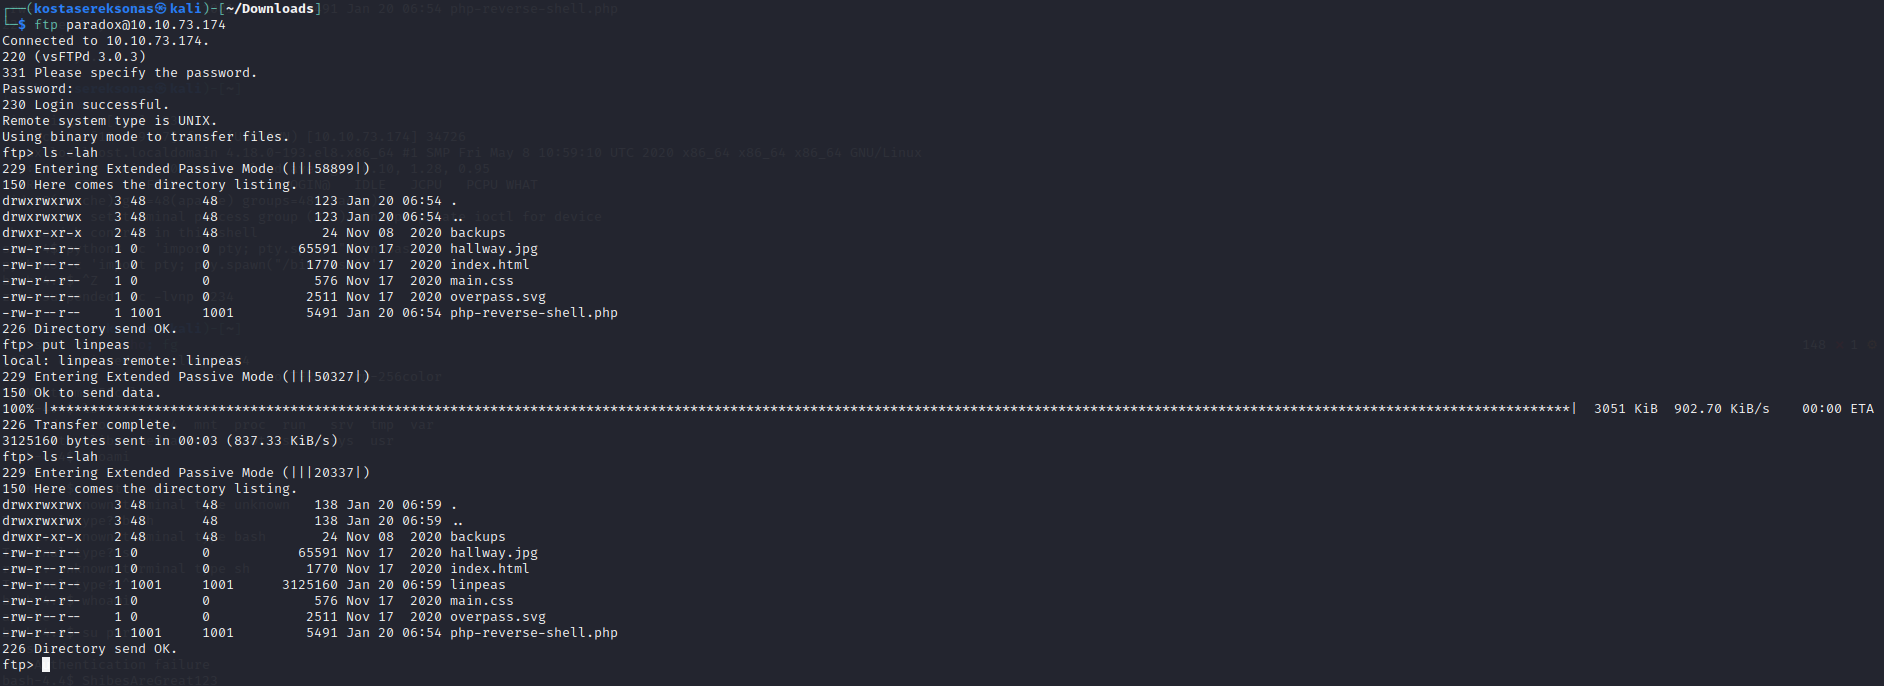 ┌──(kostasereksonas㉿kali)-[~/Downloads]
└─$ ftp paradox@10.10.73.174
Connected to 10.10.73.174.
220 (vsFTPd 3.0.3)
331 Please specify the password.
Password:
230 Login successful.
Remote system type is UNIX.
Using binary mode to transfer files.
ftp> ls -lah
229 Entering Extended Passive Mode (|||58899|)
150 Here comes the directory listing.
drwxrwxrwx    3 48       48            123 Jan 20 06:54 .
drwxrwxrwx    3 48       48            123 Jan 20 06:54 ..
drwxr-xr-x    2 48       48             24 Nov 08  2020 backups
-rw-r--r--    1 0        0           65591 Nov 17  2020 hallway.jpg
-rw-r--r--    1 0        0            1770 Nov 17  2020 index.html
-rw-r--r--    1 0        0             576 Nov 17  2020 main.css
-rw-r--r--    1 0        0            2511 Nov 17  2020 overpass.svg
-rw-r--r--    1 1001     1001         5491 Jan 20 06:54 php-reverse-shell.php
226 Directory send OK.
ftp> put linpeas
local: linpeas remote: linpeas
229 Entering Extended Passive Mode (|||50327|)
150 Ok to send data.
100% |***********************************************************************************************************************************************************************************************| 3051 KiB  902.70 KiB/s    00:00 ETA
226 Transfer complete.
3125160 bytes sent in 00:03 (837.33 KiB/s)
ftp> ls -lah
229 Entering Extended Passive Mode (|||20337|)
150 Here comes the directory listing.
drwxrwxrwx    3 48       48            138 Jan 20 06:59 .
drwxrwxrwx    3 48       48            138 Jan 20 06:59 ..
drwxr-xr-x    2 48       48             24 Nov 08  2020 backups
-rw-r--r--    1 0        0           65591 Nov 17  2020 hallway.jpg
-rw-r--r--    1 0        0            1770 Nov 17  2020 index.html
-rw-r--r--    1 1001     1001      3125160 Jan 20 06:59 linpeas
-rw-r--r--    1 0        0             576 Nov 17  2020 main.css
-rw-r--r--    1 0        0            2511 Nov 17  2020 overpass.svg
-rw-r--r--    1 1001     1001         5491 Jan 20 06:54 php-reverse-shell.php
226 Directory send OK.
ftp>